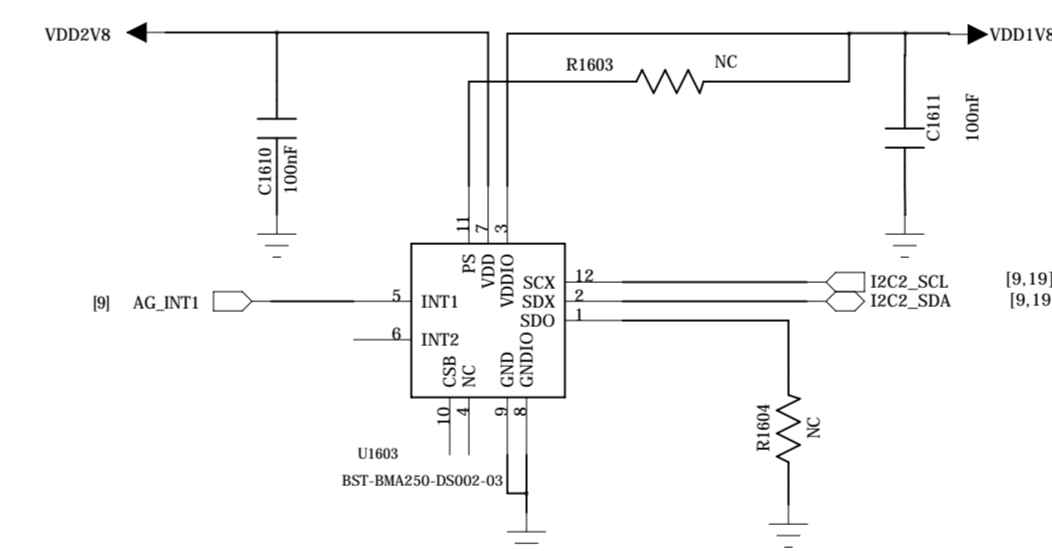 VDD2V8
VDD1V8
R1603
NC
C1610
100nF
C1611
100nF
11
7
3
PS
VDD
VDDIO
SCX
12
I2C2_SCL
[9,19]
[9]
AG_INT1
5
INT1
SDX
2
I2C2_SDA
[9,19
SDO
1
6
INT2
CSB
NC
GND
GNDIO
10
4
9
8
R1604
NC
U1603
BST-BMA250-DS002-03